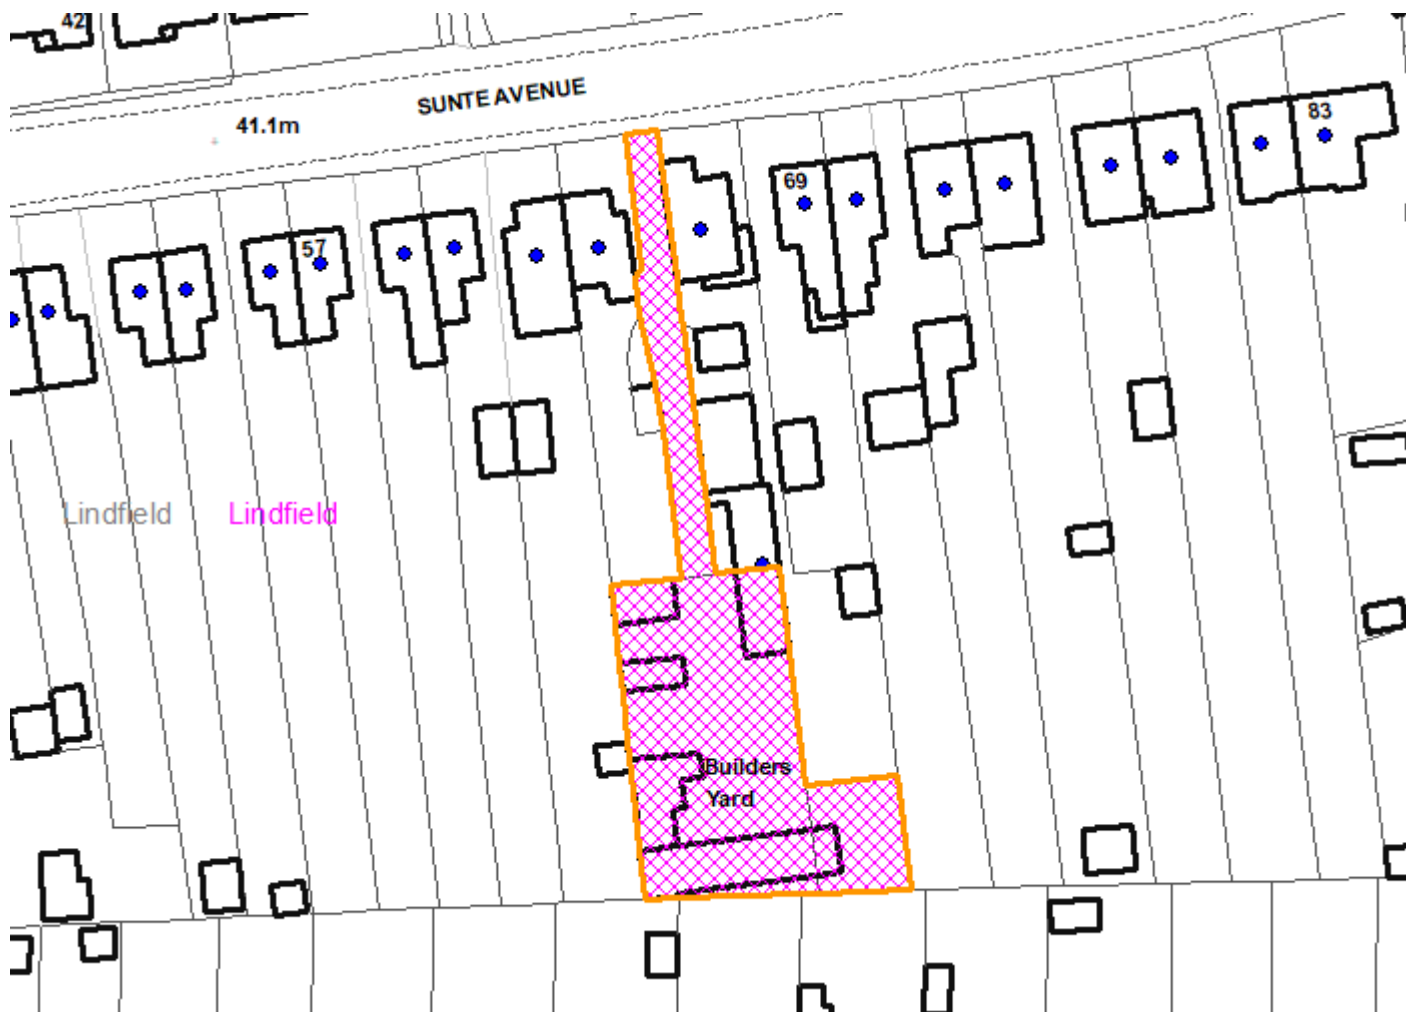 42
SUNTE AVENUE
41.1m
83
69
57
Lindfield
Lindfield
Builders
Yard